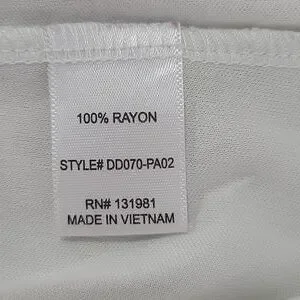 100% RAYON
STYLE# DD070-PA02
RN# 131981
MADE IN VIETNAM